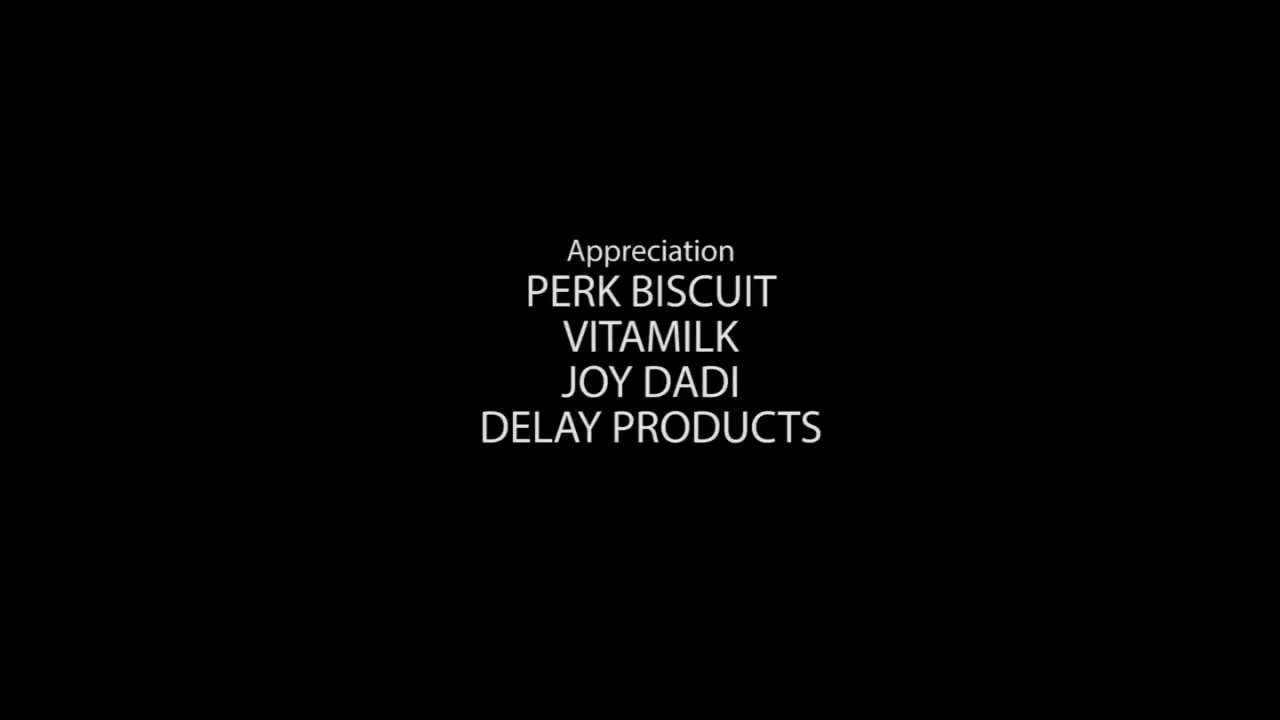 Appreciation
PERK BISCUIT
VITAMILK
JOY DADI
DELAY PRODUCTS